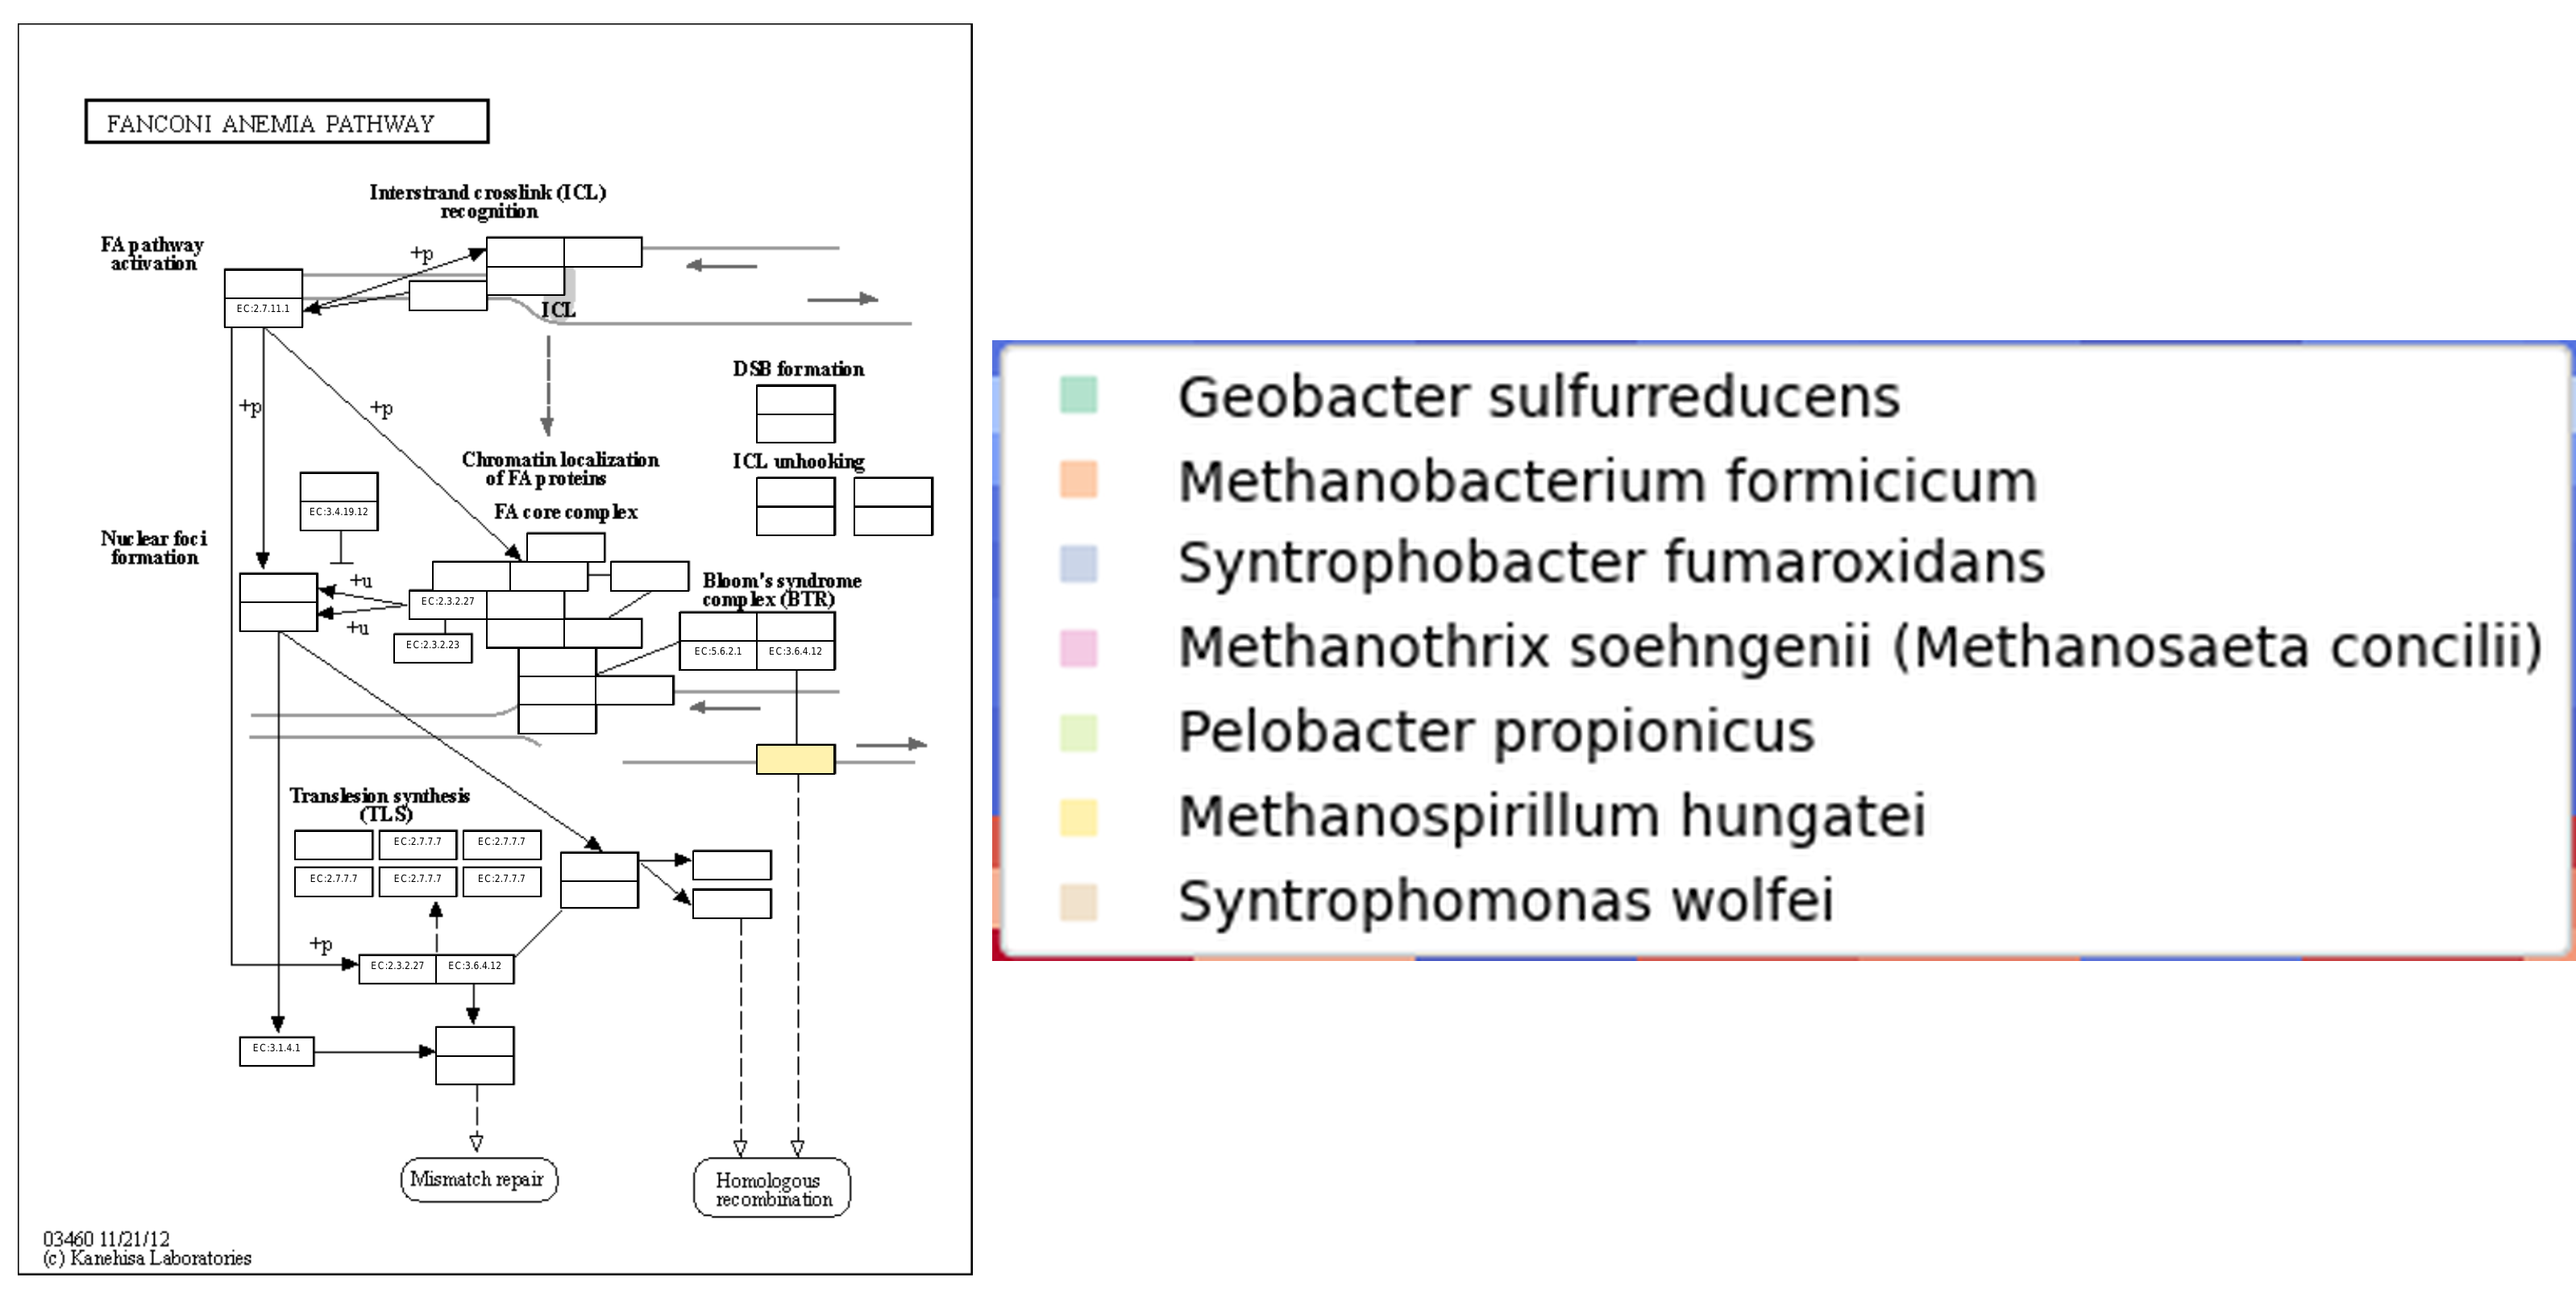 FANCONI ANEMIA PATHWAY
Interstrand crosslink (ICL)
recognition
FA pathway
activation
+p
EC:2.7.11.1
ICL
DSB formation
+p
+p
Chromatin localization
of FA proteins
ICL unhooking
EC:3.4.19.12
FA core complex
Nuclear foci
formation
+u
Bloom's syndrome
complex (BTR)
EC:2.3.2.27
+u
EC:2.3.2.23
EC:5.6.2.1
EC:3.6.4.12
Translesion synthesis
(TLS)
EC:2.7.7.7
EC:2.7.7.7
EC:2.7.7.7
EC:2.7.7.7
EC:2.7.7.7
+p
EC:2.3.2.27
EC:3.6.4.12
EC:3.1.4.1
Mismatch repair
Homologous
recombination
03460 11/21/12
(c) Kanehisa Laboratories
Geobacter sulfurreducens
Methanobacterium formicicum
Syntrophobacter fumaroxidans
Methanothrix soehngenii (Methanosaeta concilii)
Pelobacter propionicus
Methanospirillum hungatei
Syntrophomonas wolfei